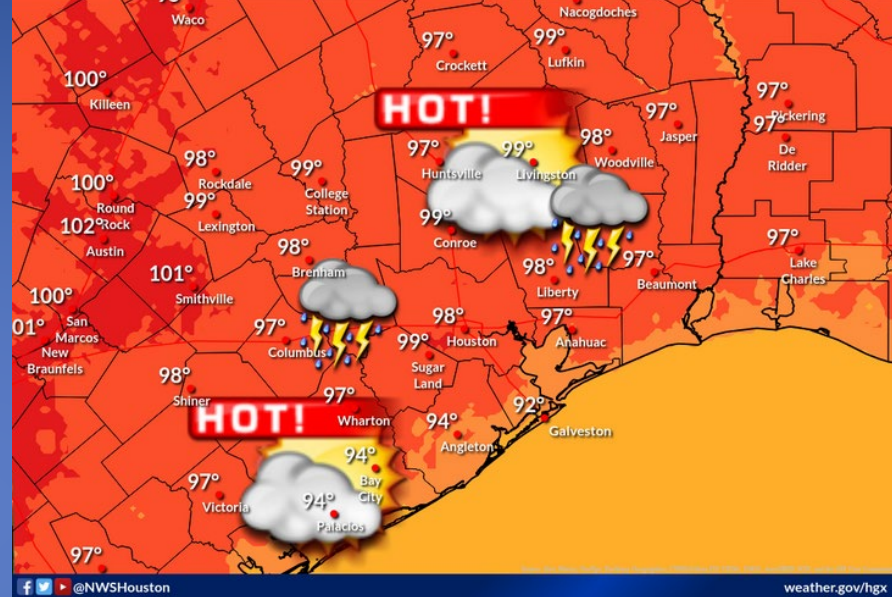 Waco
Nacogdoches
97°
Crockett
99°
Lufkin
100°
Killeen
HOT!
97°
Jasper
97°
Pickering
97°
De
Ridder
98°
Rockdale
99°
College
Station
97°
Huntsville
99°
Livingston
98°
Woodville
100°
Round
Rock
99°
Lexington
102°
Austin
99°
Conroe
97°
Lake
Charles
98°
Brenham
101°
Smithville
98°
Liberty
97°
Beaumont
100°
San
Marcos
01°
New
Braunfels
97°
Columbus
98°
Houston
97°
Anahuac
99°
Sugar
Land
98°
Shiner
HOT!
97°
Wharton
94°
Angleton
92°
Galveston
94°
Bay
City
97°
Victoria
94°
Palacios
97°
@NWSHouston
weather.gov/hgx